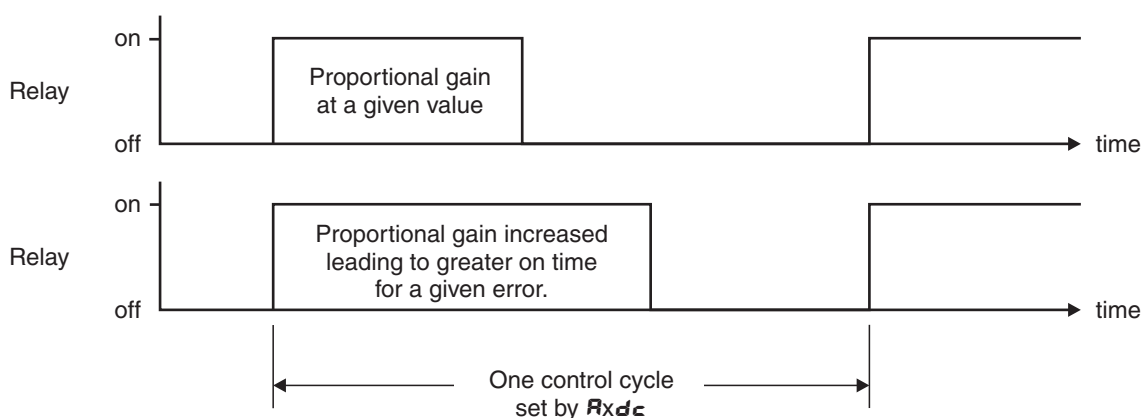 on
Relay
Proportional gain
at a given value
off
time
on
Relay
Proportional gain increased
leading to greater on time
for a given error.
off
time
One control cycle
set by Axdc